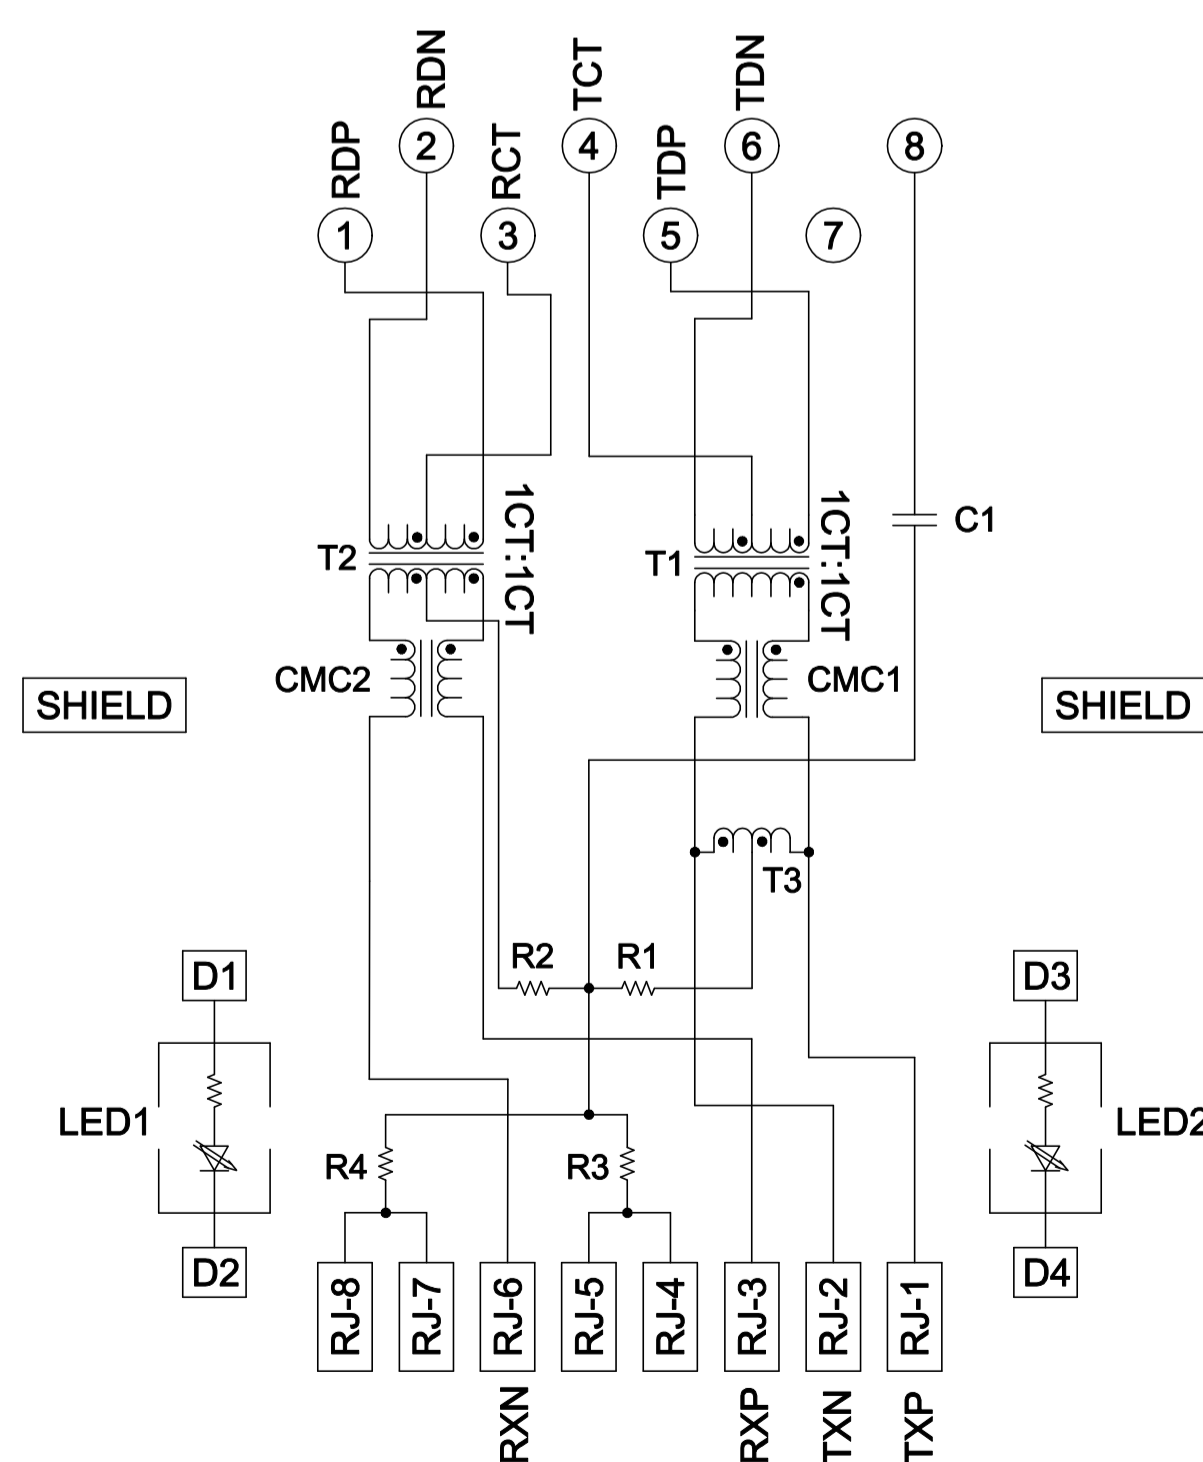 RDN
TCT
TDN
RDP
RCT
TDP
2
4
6
8
1
3
5
7
1CT:1CT
1CT:1CT
C1
T2
T1
CMC2
CMC1
SHIELD
SHIELD
T3
R2
R1
D1
D3
LED1
LED2
R4
R3
D2
D4
RJ-8
RJ-7
RJ-6
RJ-5
RJ-4
RJ-3
RJ-2
RJ-1
RXN
RXP
TXN
TXP